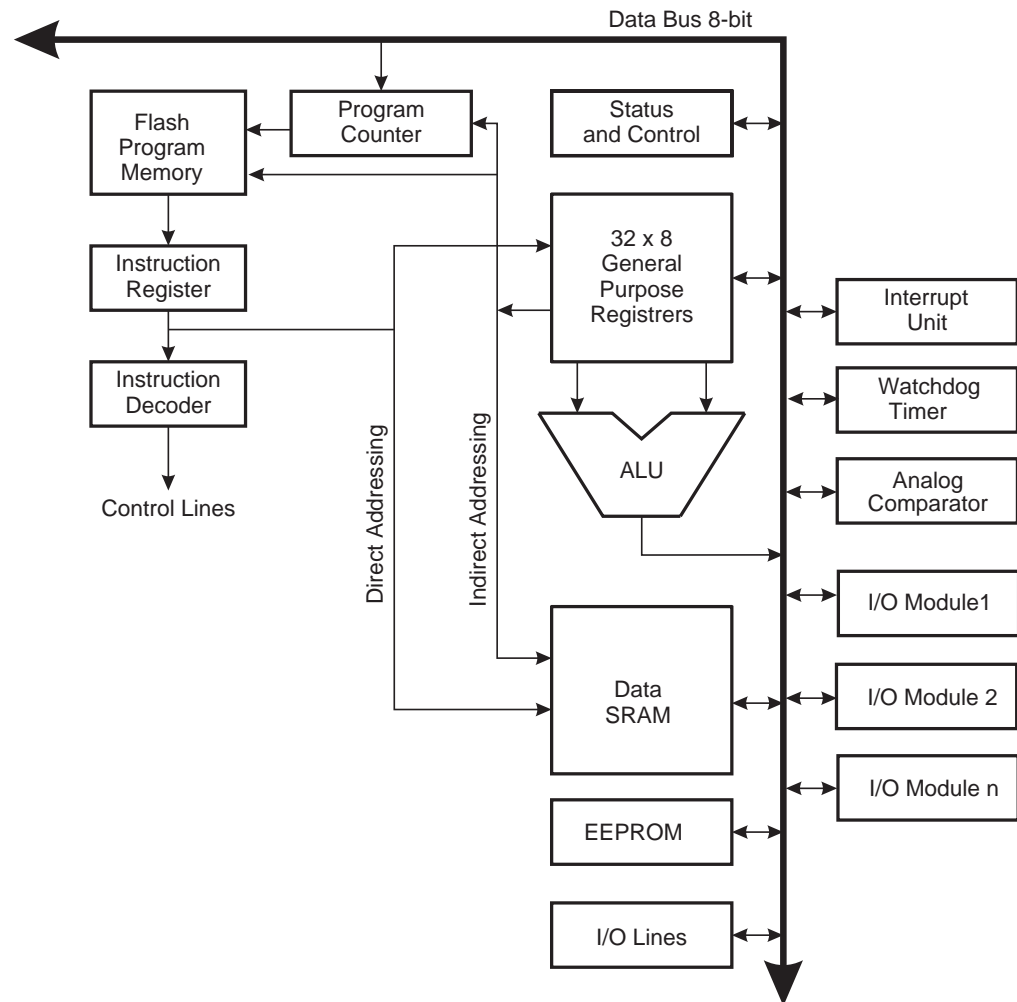 Data Bus 8-bit
Flash
Program
Memory
Program
Counter
Status
and Control
Instruction
Register
32 x 8
General
Purpose
Registrers
Interrupt
Unit
Instruction
Decoder
Watchdog
Timer
ALU
Analog
Comparator
Control Lines
Direct Addressing
Indirect Addressing
I/O Module1
Data
SRAM
I/O Module 2
I/O Module n
EEPROM
I/O Lines